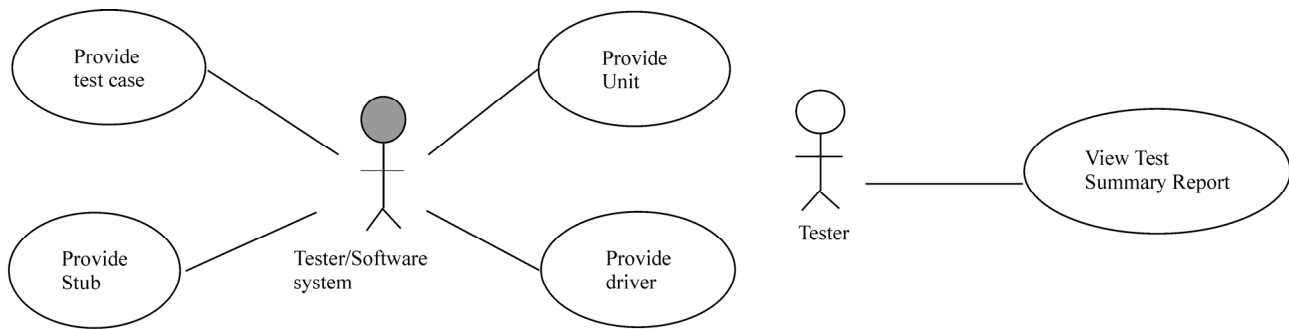 Provide
test case
Provide
Unit
Provide
Stub
Tester/Software
system
Provide
driver
Tester
View Test
Summary Report